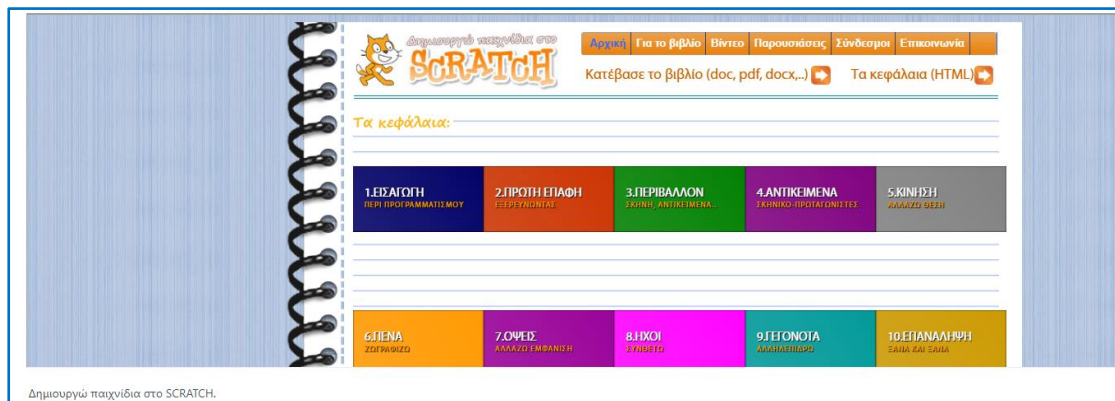 Δημιουργώ παιχνίδια στο
SCRATCH
Αρχική Για το βιβλίο Βίντεο Παρουσιάσεις Σύνδεσμοι Επικοινωνία
Κατέβασε το βιβλίο (doc, pdf, docx,..) Τα κεφάλαια (HTML)
Τα κεφάλαια:
1.ΕΙΣΑΓΩΓΗ
ΠΕΡΙ ΠΡΟΓΡΑΜΜΑΤΙΣΜΟΥ
2.ΠΡΩΤΗ ΕΠΑΦΗ
ΕΞΕΡΕΥΝΩΝΤΑΣ
3.ΠΕΡΙΒΑΛΛΟΝ
ΣΚΗΝΗ, ΑΝΤΙΚΕΙΜΕΝΑ..
4.ΑΝΤΙΚΕΙΜΕΝΑ
ΣΚΗΝΙΚΟ-ΠΡΩΤΑΓΩΝΙΣΤΕΣ
5.ΚΙΝΗΣΗ
ΑΛΛΑΖΩ ΘΕΣΗ
6.ΠΕΝΑ
ΖΩΓΡΑΦΙΖΩ
7.ΟΨΕΙΣ
ΑΛΛΑΖΩ ΕΜΦΑΝΙΣΗ
8.ΗΧΟΙ
ΣΥΝΘΕΤΩ
9.ΓΕΓΟΝΟΤΑ
ΑΛΛΗΛΕΠΙΔΡΩ
10.ΕΠΑΝΑΛΗΨΗ
ΞΑΝΑ ΚΑΙ ΞΑΝΑ
Δημιουργώ παιχνίδια στο SCRATCH.